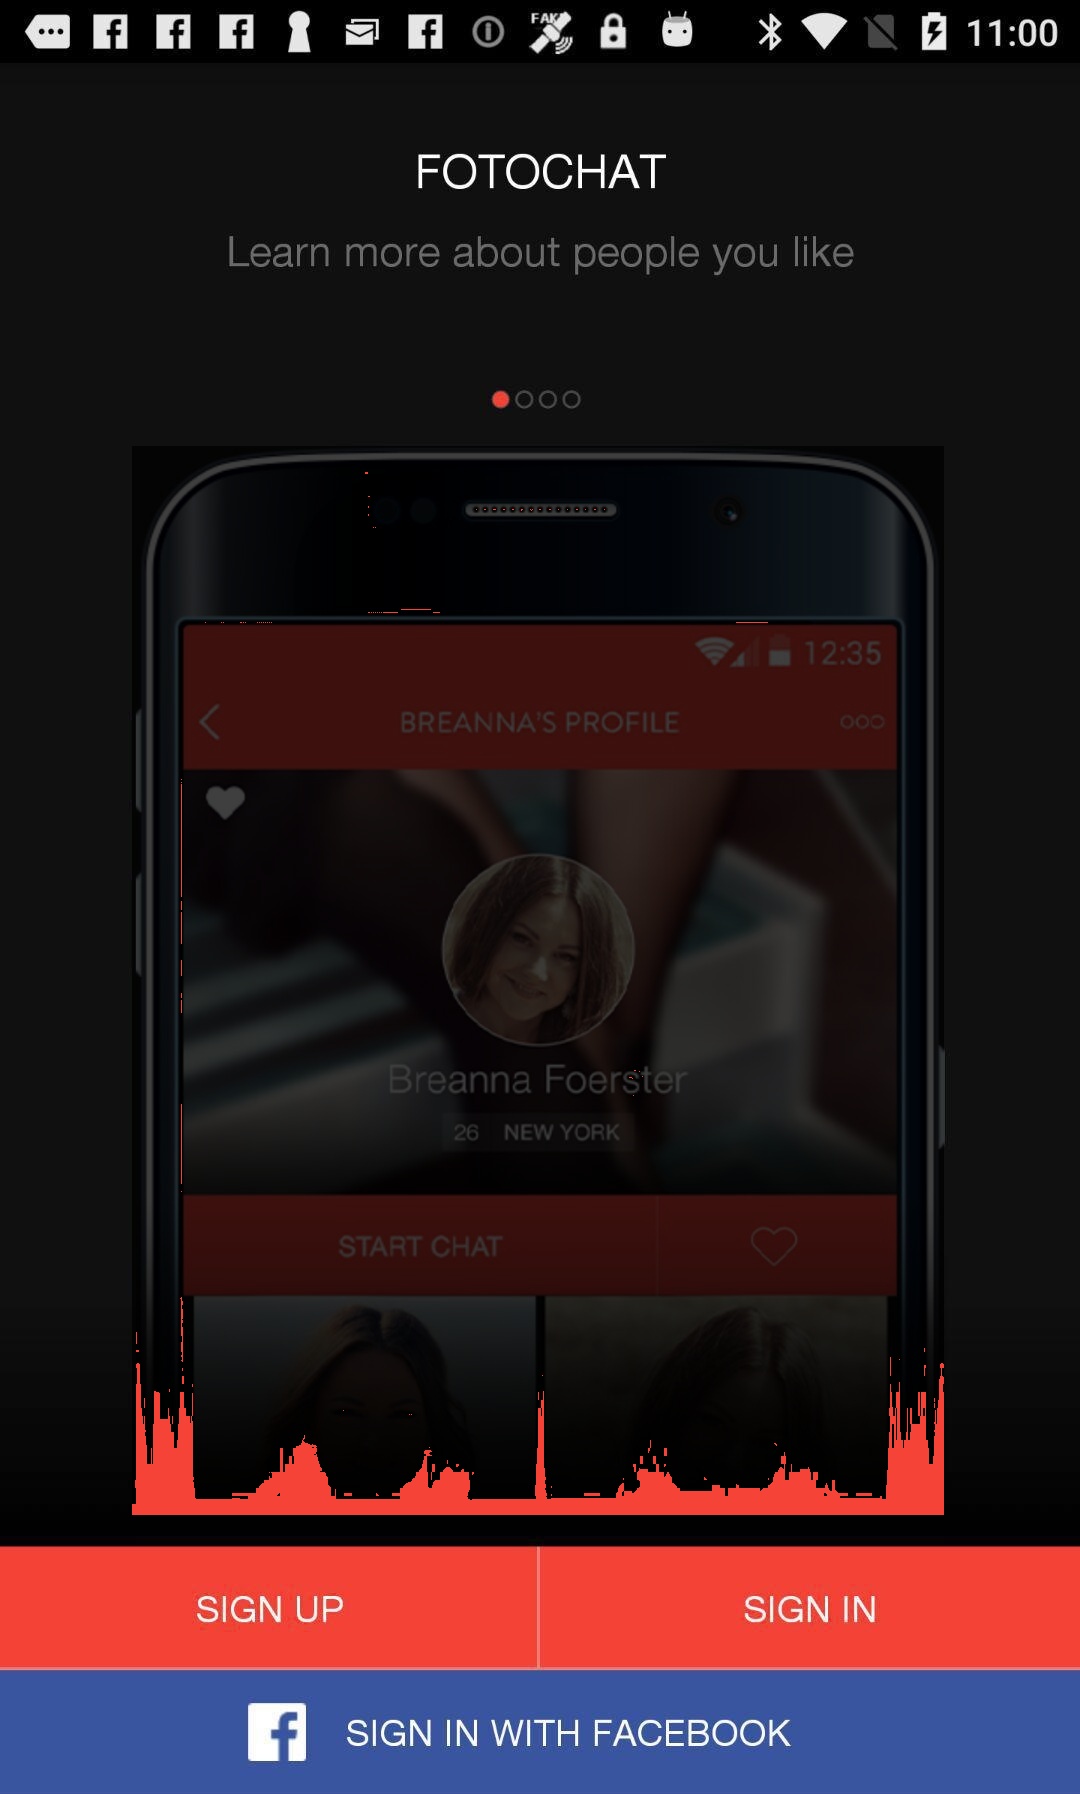 FAKE
11:00
FOTOCHAT
Learn more about people you like
12:35
BREANNA'S PROFILE
Breanna Foerster
26 NEW YORK
START CHAT
SIGN UP
SIGN IN
SIGN IN WITH FACEBOOK